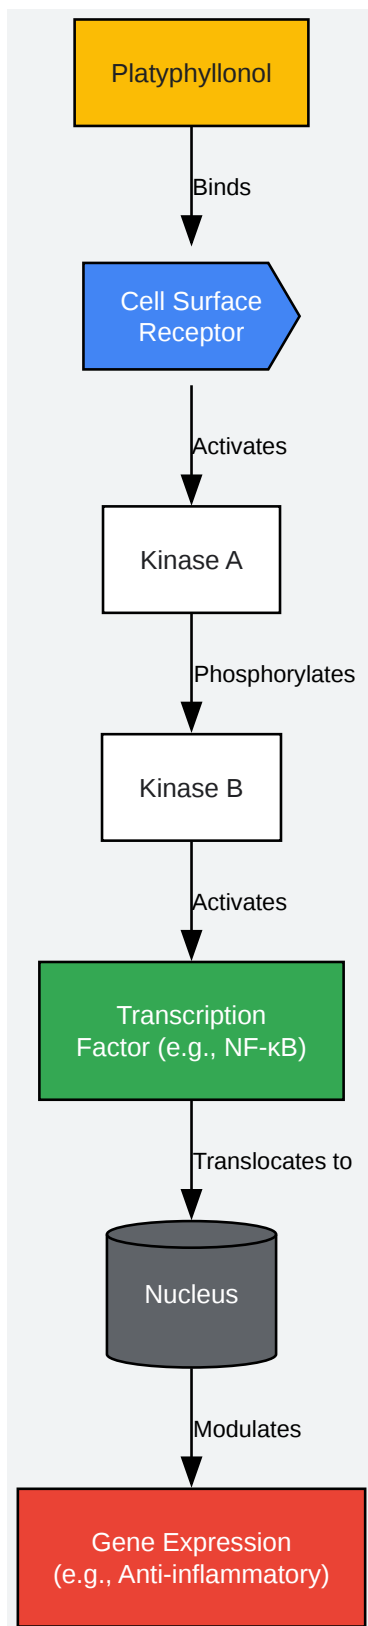 Platyphyllonol
Binds
Cell Surface
Receptor
Activates
Kinase A
Phosphorylates
Kinase B
Activates
Transcription
Factor (e.g., NF-κB)
Translocates to
Nucleus
Modulates
Gene Expression
(e.g., Anti-inflammatory)